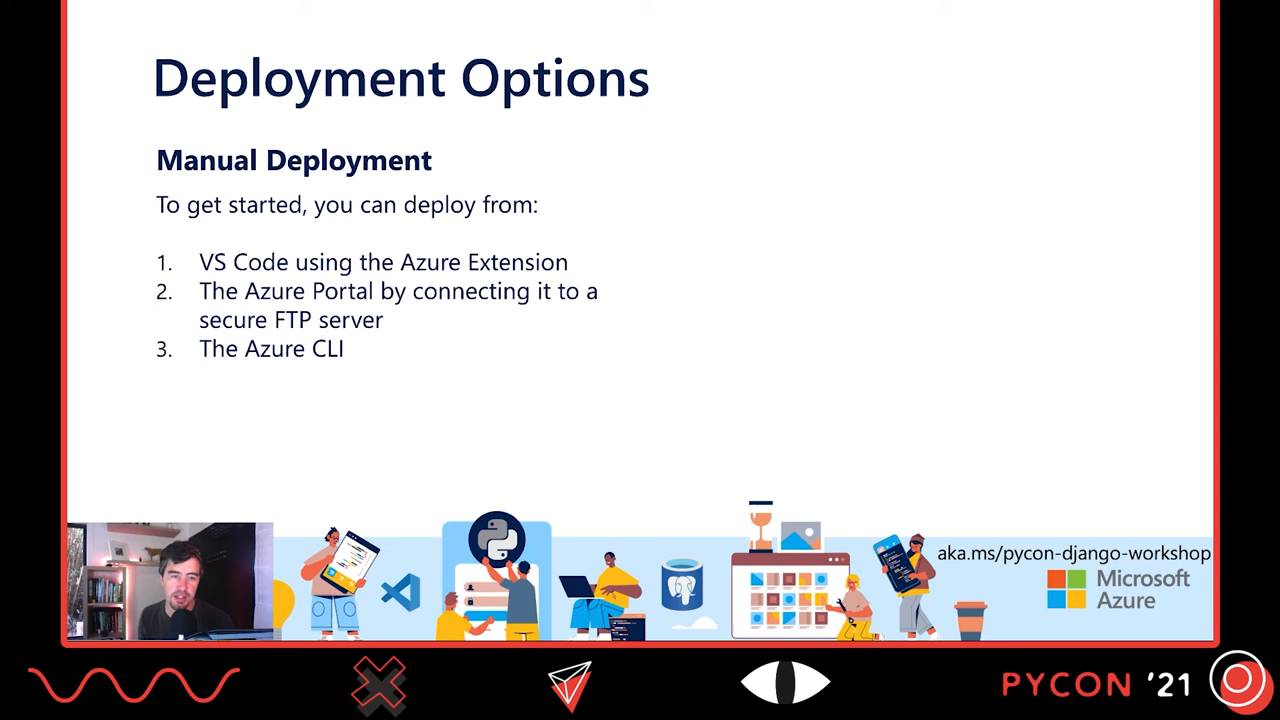 Deployment Options
Manual Deployment
To get started, you can deploy from:
1. VS Code using the Azure Extension
2. The Azure Portal by connecting it to a
secure FTP server
3. The Azure CLI
aka.ms/pycon-django-workshop
Microsoft
Azure
PYCON '21